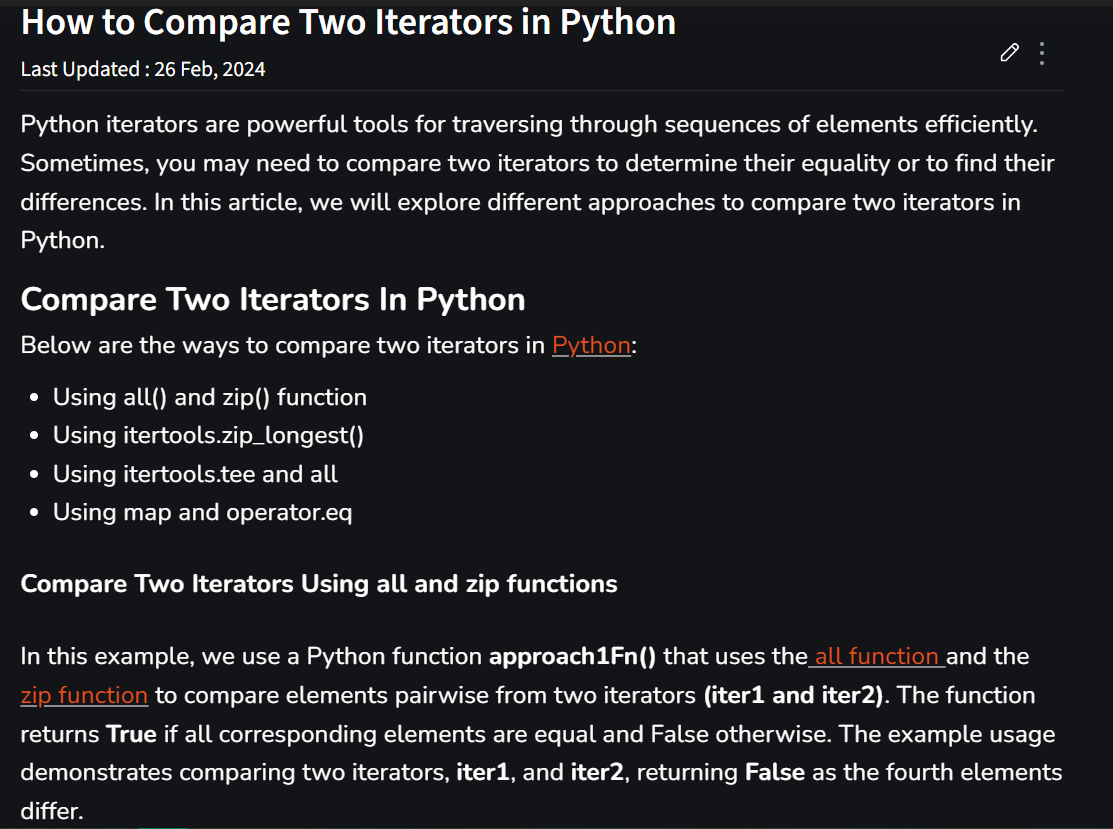 How to Compare Two Iterators in Python
Last Updated : 26 Feb, 2024
Python iterators are powerful tools for traversing through sequences of elements efficiently.
Sometimes, you may need to compare two iterators to determine their equality or to find their
differences. In this article, we will explore different approaches to compare two iterators in
Python.
Compare Two Iterators In Python
Below are the ways to compare two iterators in Python:
• Using all() and zip() function
• Using itertools.zip_longest()
• Using itertools.tee and all
• Using map and operator.eq
Compare Two Iterators Using all and zip functions
In this example, we use a Python function approach1Fn() that uses the all function and the
zip function to compare elements pairwise from two iterators (iter1 and iter2). The function
returns True if all corresponding elements are equal and False otherwise. The example usage
demonstrates comparing two iterators, iter1, and iter2, returning False as the fourth elements
differ.